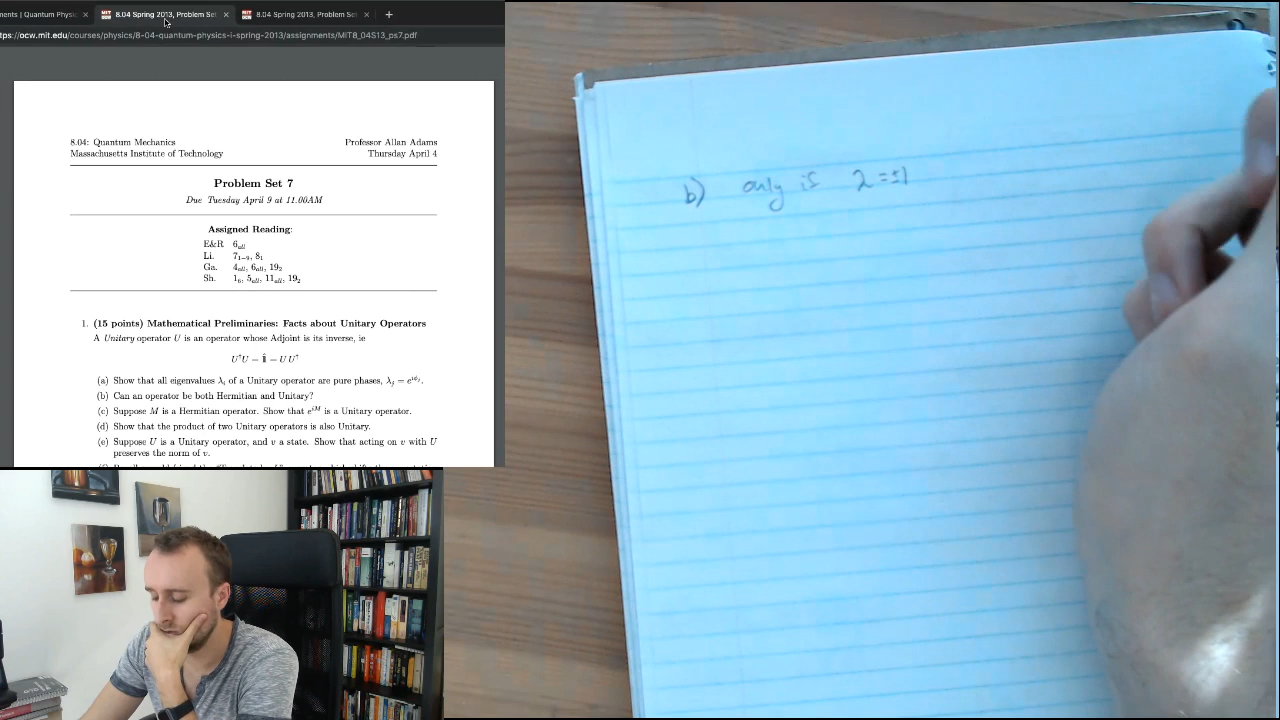 ments | Quantum Physi
8.04 Spring 2013, Problem Set
8.04 Spring 2013, Problem Set
tps://ocw.mit.edu/courses/physics/8-04-quantum-physics-i-spring-2013/assignments/MIT8_04S13_ps7.pdf
8.04: Quantum Mechanics Professor Allan Adams
Massachusetts Institute of Technology Thursday April 4
Problem Set 7
Due Tuesday April 9 at 11.00AM
Assigned Reading:
E&R 6all
Li. 71−9, 81
Ga. 4all, 6all, 192
Sh. 16, 5all, 11all, 192
1. (15 points) Mathematical Preliminaries: Facts about Unitary Operators
A Unitary operator U is an operator whose Adjoint is its inverse, ie
U†U = 𝟙̂ = UU†
(a) Show that all eigenvalues λi of a Unitary operator are pure phases, λj = eiϕj.
(b) Can an operator be both Hermitian and Unitary?
(c) Suppose M is a Hermitian operator. Show that eiM is a Unitary operator.
(d) Show that the product of two Unitary operators is also Unitary.
(e) Suppose U is a Unitary operator, and v a state. Show that acting on v with U
preserves the norm of v.
b) only is λ = ±1